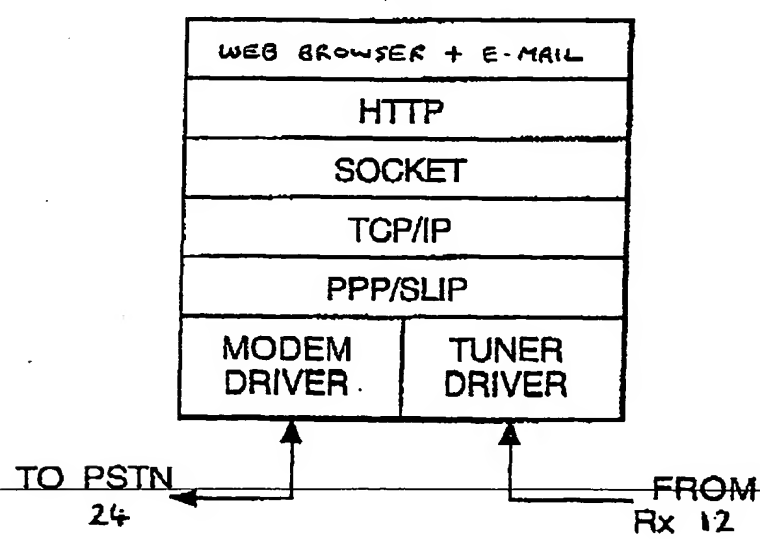 WEB BROWSER + E-MAIL
HTTP
SOCKET
TCP/IP
PPP/SLIP
MODEM
DRIVER
TUNER
DRIVER
TO PSTN
24
FROM
Rx 12